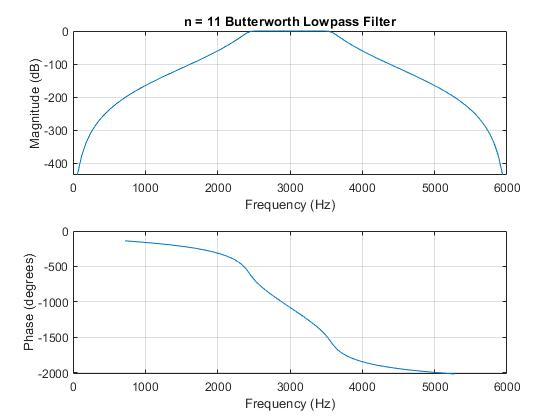 n = 11 Butterworth Lowpass Filter
Magnitude (dB)
0
-100
-200
-300
-400
0 1000 2000 3000 4000 5000 6000
Frequency (Hz)
Phase (degrees)
0
-500
-1000
-1500
-2000
0 1000 2000 3000 4000 5000 6000
Frequency (Hz)